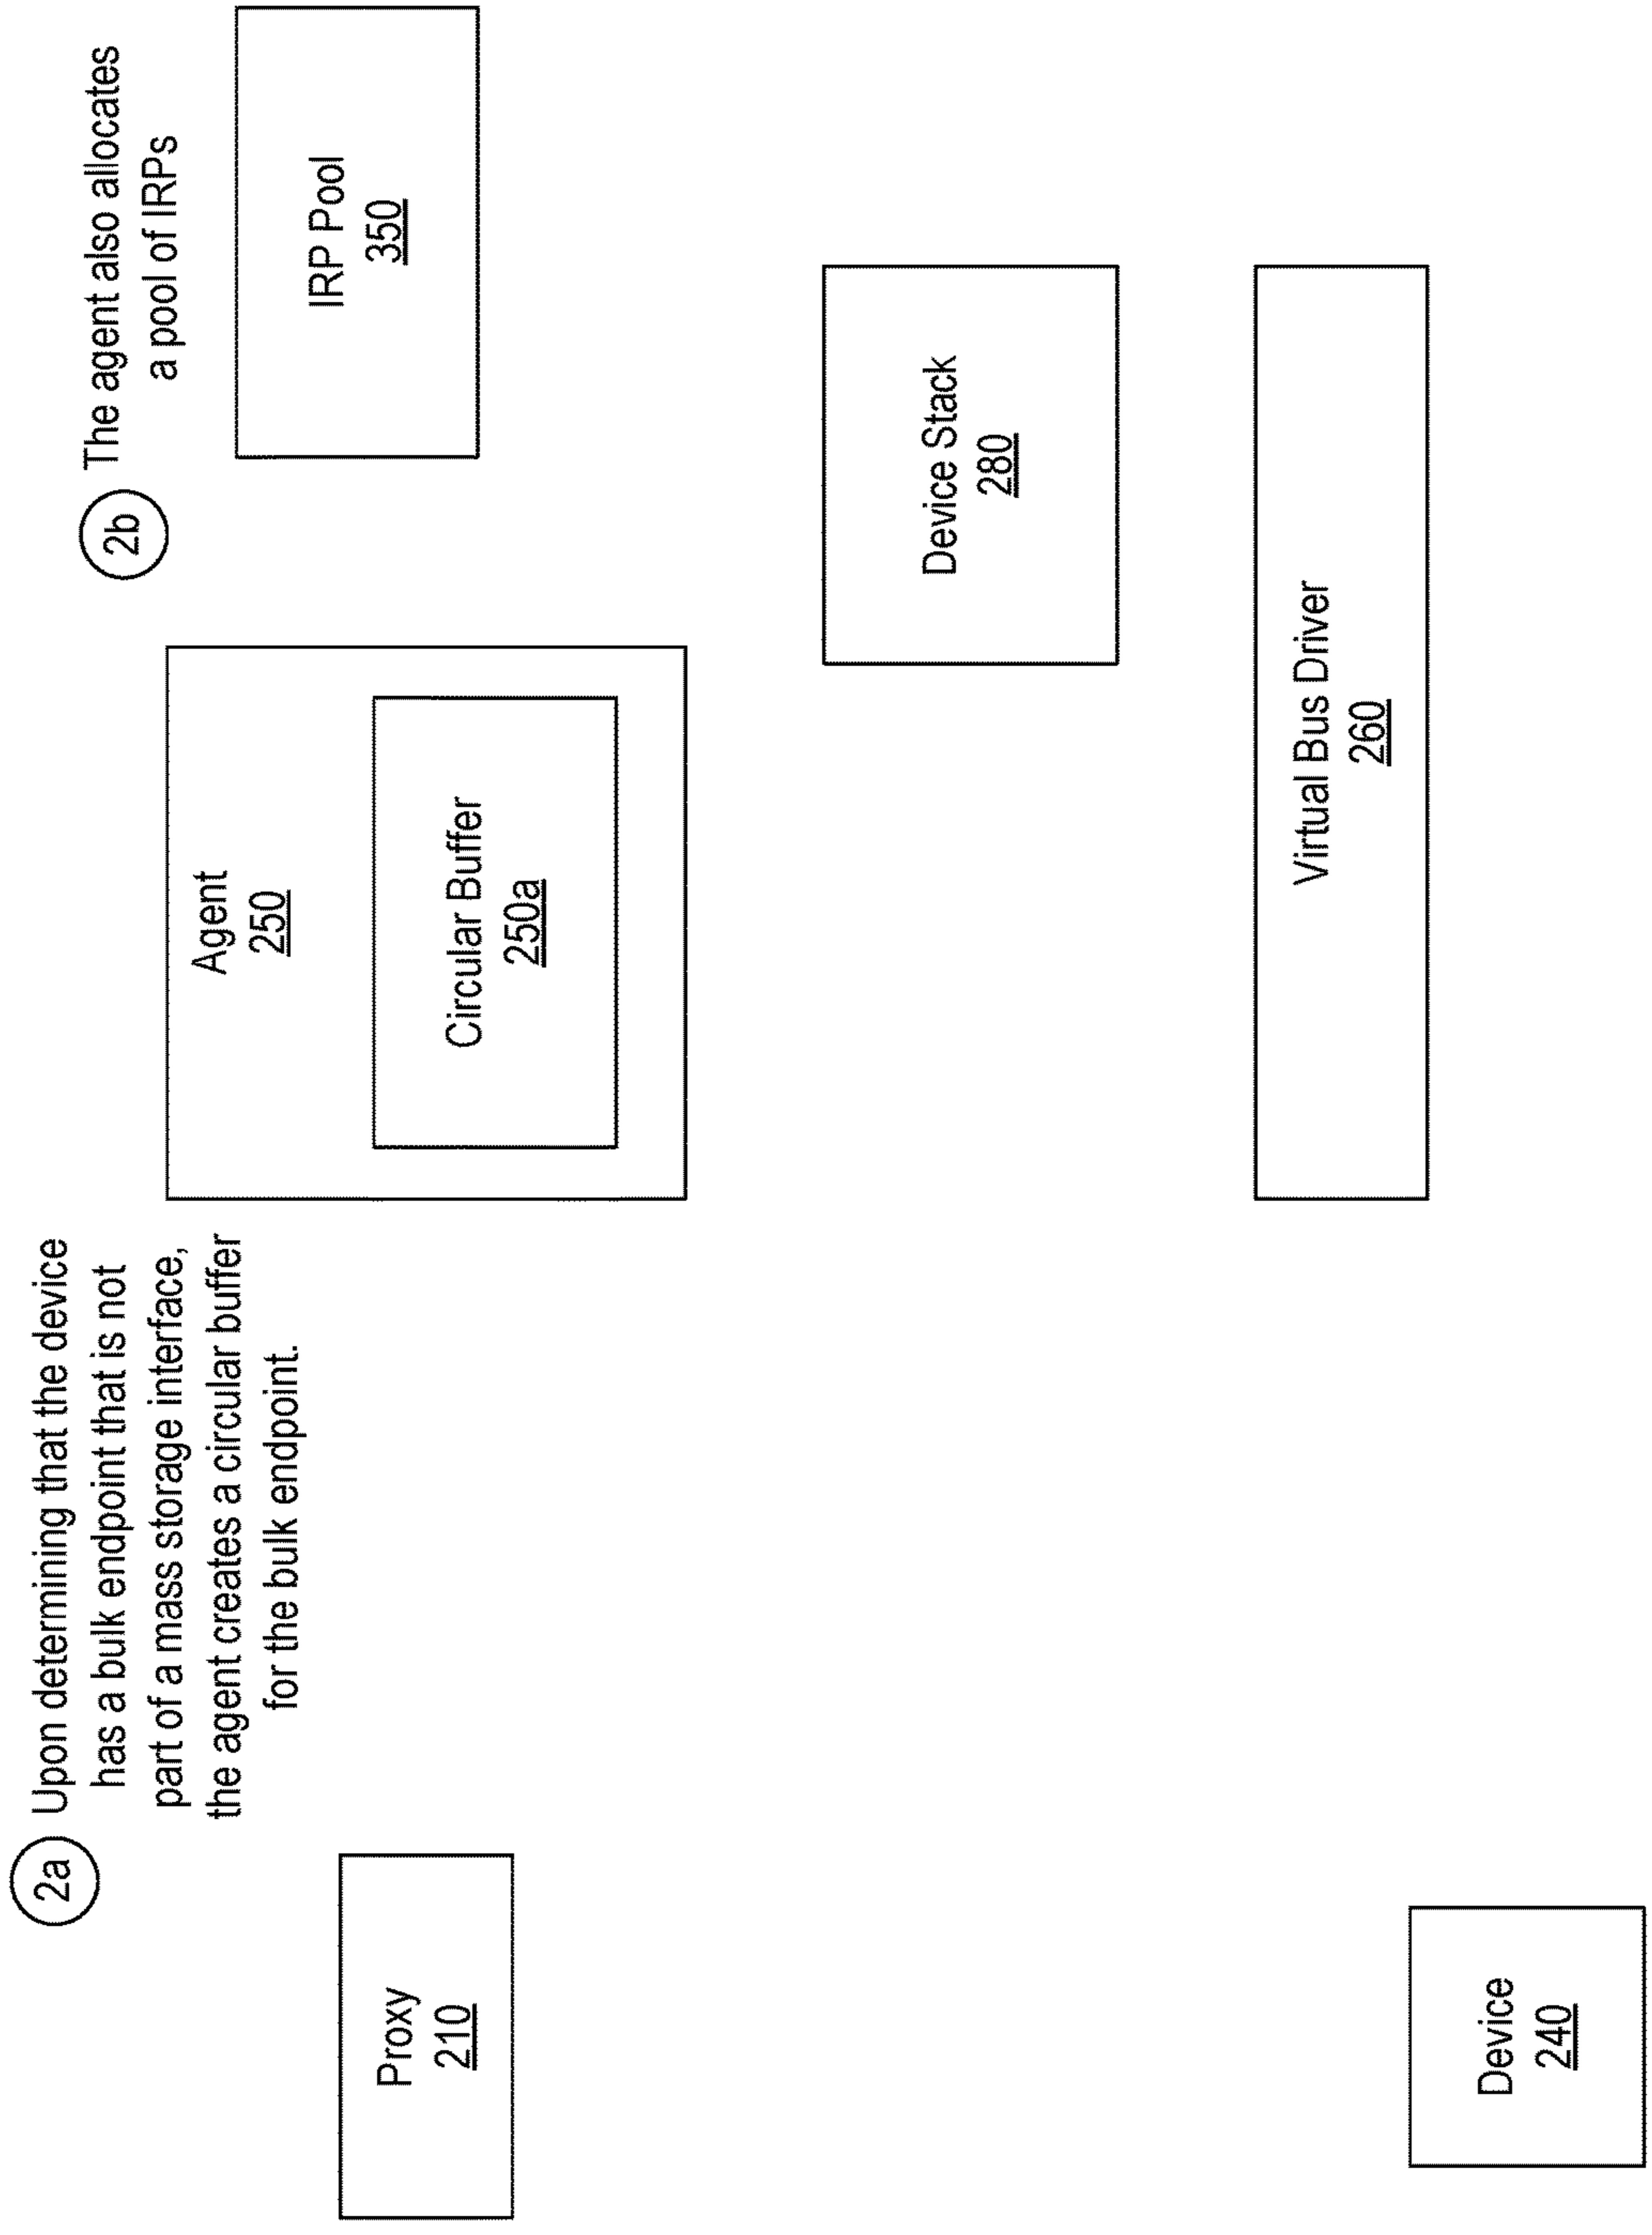 2a
Upon determining that the device
has a bulk endpoint that is not
part of a mass storage interface,
the agent creates a circular buffer
for the bulk endpoint.
2b
The agent also allocates
a pool of IRPs
Proxy
210
Agent
250
Circular Buffer
250a
IRP Pool
350
Device Stack
280
Virtual Bus Driver
260
Device
240